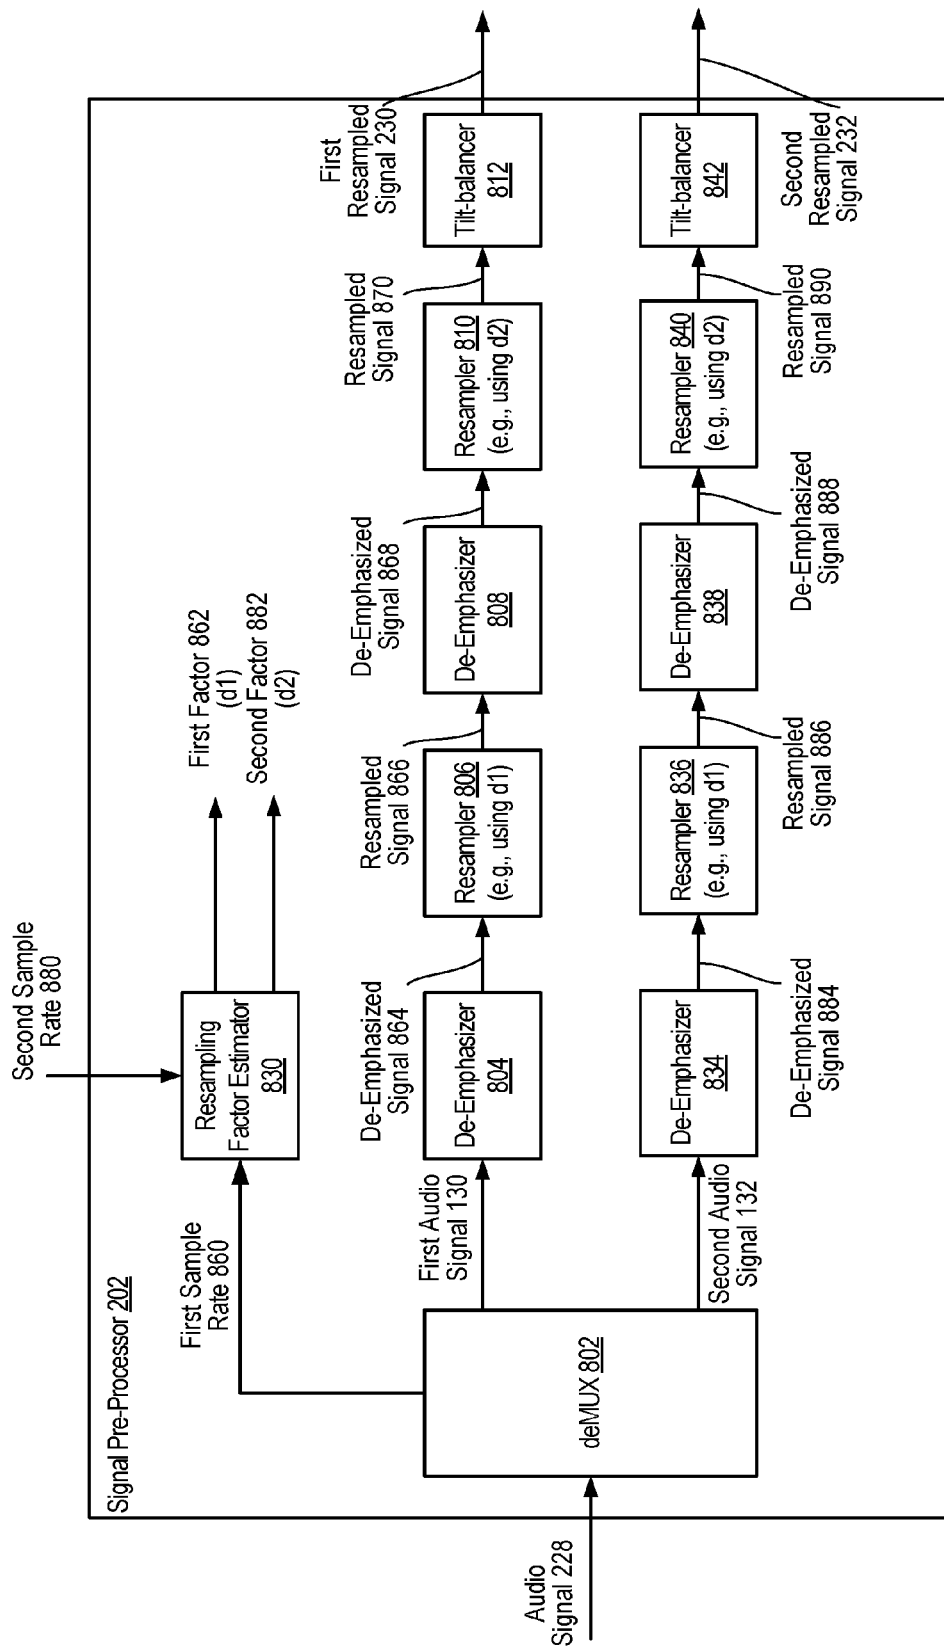 Signal Pre-Processor 202
Audio
Signal 228
deMUX 802
First Sample
Rate 860
Second Sample
Rate 880
Resampling
Factor Estimator
830
First Factor 862
(d1)
Second Factor 882
(d2)
First Audio
Signal 130
De-Emphasizer
804
De-Emphasized
Signal 864
Resampler 806
(e.g., using d1)
Resampled
Signal 866
De-Emphasizer
808
De-Emphasized
Signal 868
Resampler 810
(e.g., using d2)
Resampled
Signal 870
Tilt-balancer
812
First
Resampled
Signal 230
Second Audio
Signal 132
De-Emphasizer
834
De-Emphasized
Signal 884
Resampler 836
(e.g., using d1)
Resampled
Signal 886
De-Emphasizer
838
De-Emphasized
Signal 888
Resampler 840
(e.g., using d2)
Resampled
Signal 890
Tilt-balancer
842
Second
Resampled
Signal 232